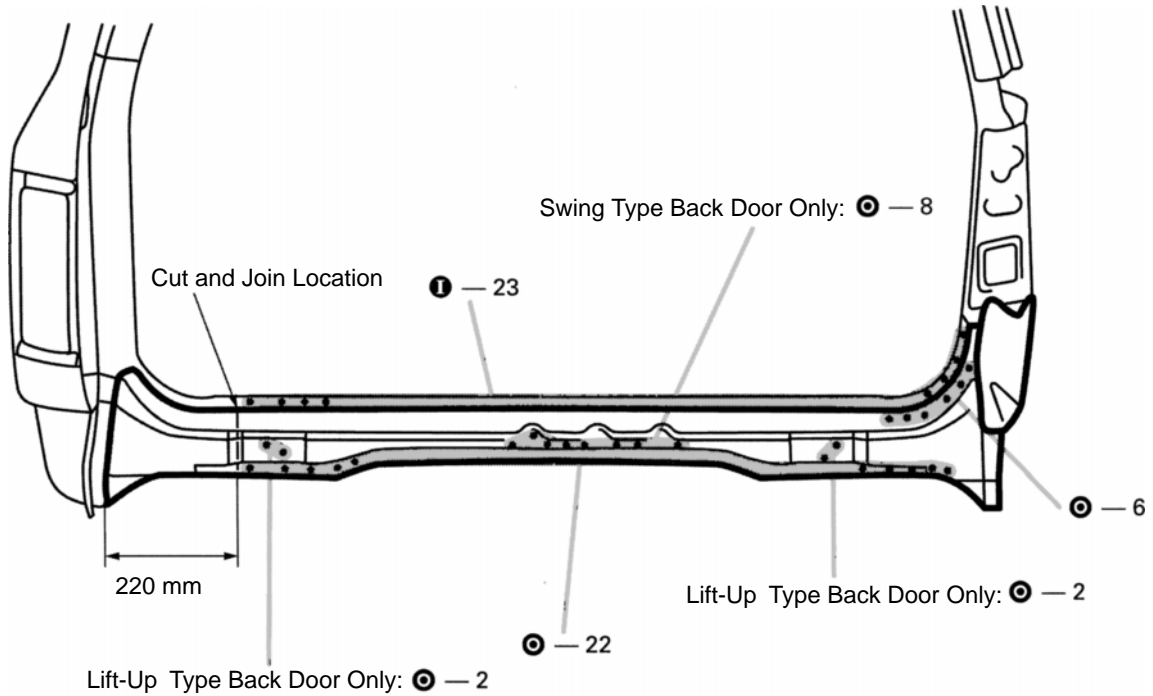 Swing Type Back Door Only: ◉ — 8
Cut and Join Location
I — 23
◉ — 6
220 mm
Lift-Up Type Back Door Only: ◉ — 2
◉ — 22
Lift-Up Type Back Door Only: ◉ — 2